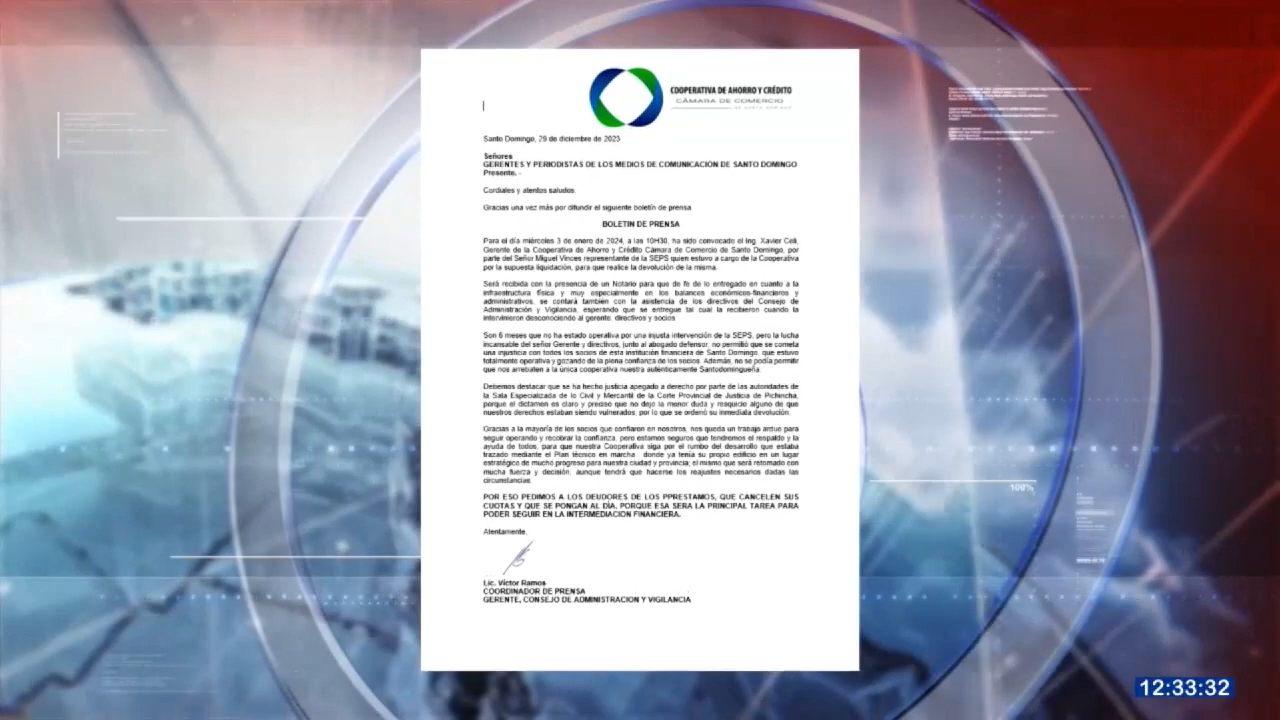 COOPERATIVA DE AHORRO Y CRÉDITO
CÁMARA DE COMERCIO
Santo Domingo, 29 de diciembre de 2023
Señores
GERENTES Y PERIODISTAS DE LOS MEDIOS DE COMUNICACIÓN DE SANTO DOMINGO
Presente. -
Cordiales y atentos saludos.
Gracias una vez más por difundir el siguiente boletín de prensa
BOLETIN DE PRENSA
Para el día miércoles 3 de enero de 2024, a las 10H30, ha sido convocado el Ing. Xavier Celi,
Gerente de la Cooperativa de Ahorro y Crédito Cámara de Comercio de Santo Domingo, por
parte del Señor Miguel Vinces representante de la SEPS quien estuvo a cargo de la Cooperativa
por la supuesta liquidación, para que realice la devolución de la misma.
Será recibida con la presencia de un Notario para que de fe de lo entregado en cuanto a la
infraestructura física y muy especialmente en los balances económicos-financieros y
administrativos, se contará también con la asistencia de los directivos del Consejo de
Administración y Vigilancia, esperando que se entregue tal cual la recibieron cuando la
intervinieron desconociendo al gerente, directivos y socios.
Son 6 meses que no ha estado operativa por una injusta intervención de la SEPS, pero la lucha
incansable del señor Gerente y directivos, junto al abogado defensor, no permitió que se cometa
una injusticia con todos los socios de esta institución financiera de Santo Domingo, que estuvo
totalmente operativa y gozando de la plena confianza de los socios. Además, no se podía permitir
que nos arrebaten a la única cooperativa nuestra auténticamente Santodomingueña.
Debemos destacar que se ha hecho justicia apegado a derecho por parte de las autoridades de
la Sala Especializada de lo Civil y Mercantil de la Corte Provincial de Justicia de Pichincha,
porque el dictamen es claro y preciso que no dejo la menor duda y resquicio alguno de que
nuestros derechos estaban siendo vulnerados; por lo que se ordenó su inmediata devolución.
Gracias a la mayoría de los socios que confiaron en nosotros, nos queda un trabajo arduo para
seguir operando y recobrar la confianza, pero estamos seguros que tendremos el respaldo y la
ayuda de todos, para que nuestra Cooperativa siga por el rumbo del desarrollo que estaba
trazado mediante el Plan técnico en marcha donde ya tenía su propio edificio en un lugar
estratégico de mucho progreso para nuestra ciudad y provincia; el mismo que será retomado con
mucha fuerza y decisión, aunque tendrá que hacerse los reajustes necesarios dadas las
circunstancias.
POR ESO PEDIMOS A LOS DEUDORES DE LOS PPRESTAMOS, QUE CANCELEN SUS
CUOTAS Y QUE SE PONGAN AL DÍA, PORQUE ESA SERA LA PRINCIPAL TAREA PARA
PODER SEGUIR EN LA INTERMEDIACION FINANCIERA.
Atentamente,
Lic. Víctor Ramos
COORDINADOR DE PRENSA
GERENTE, CONSEJO DE ADMINISTRACION Y VIGILANCIA
100%
12:33:32